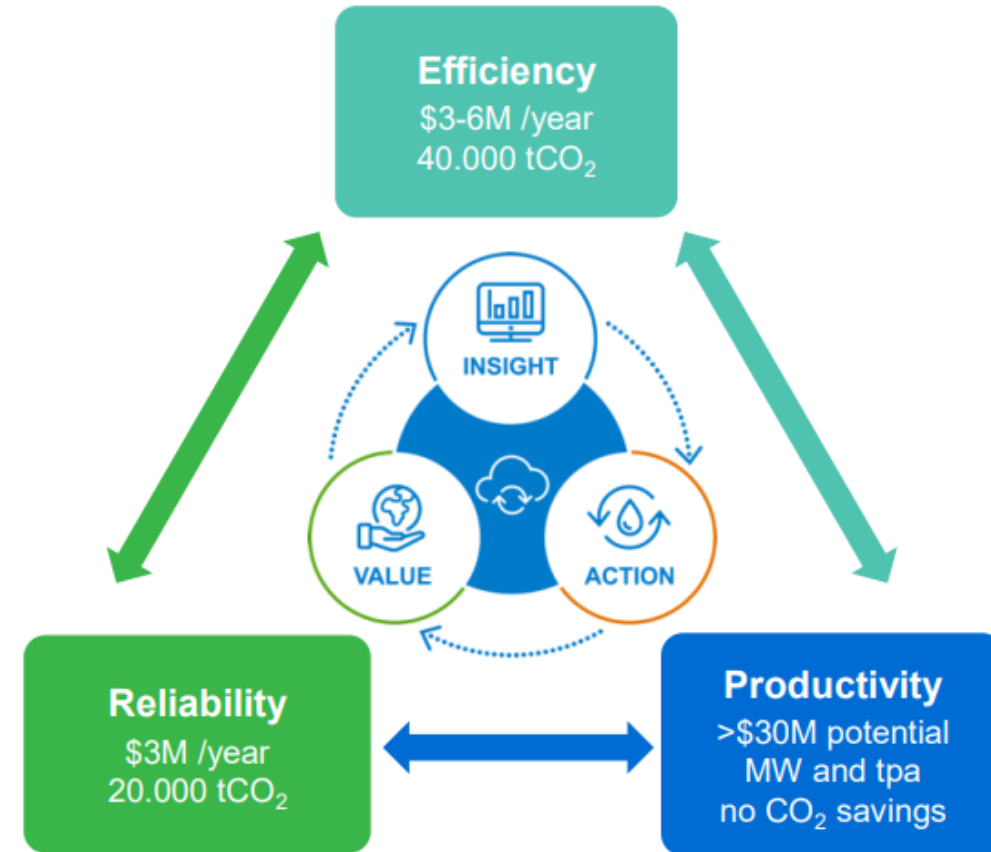 Efficiency
$3-6M /year
40.000 tCO₂
INSIGHT
VALUE
ACTION
Reliability
$3M /year
20.000 tCO₂
Productivity
>$30M potential
MW and tpa
no CO₂ savings